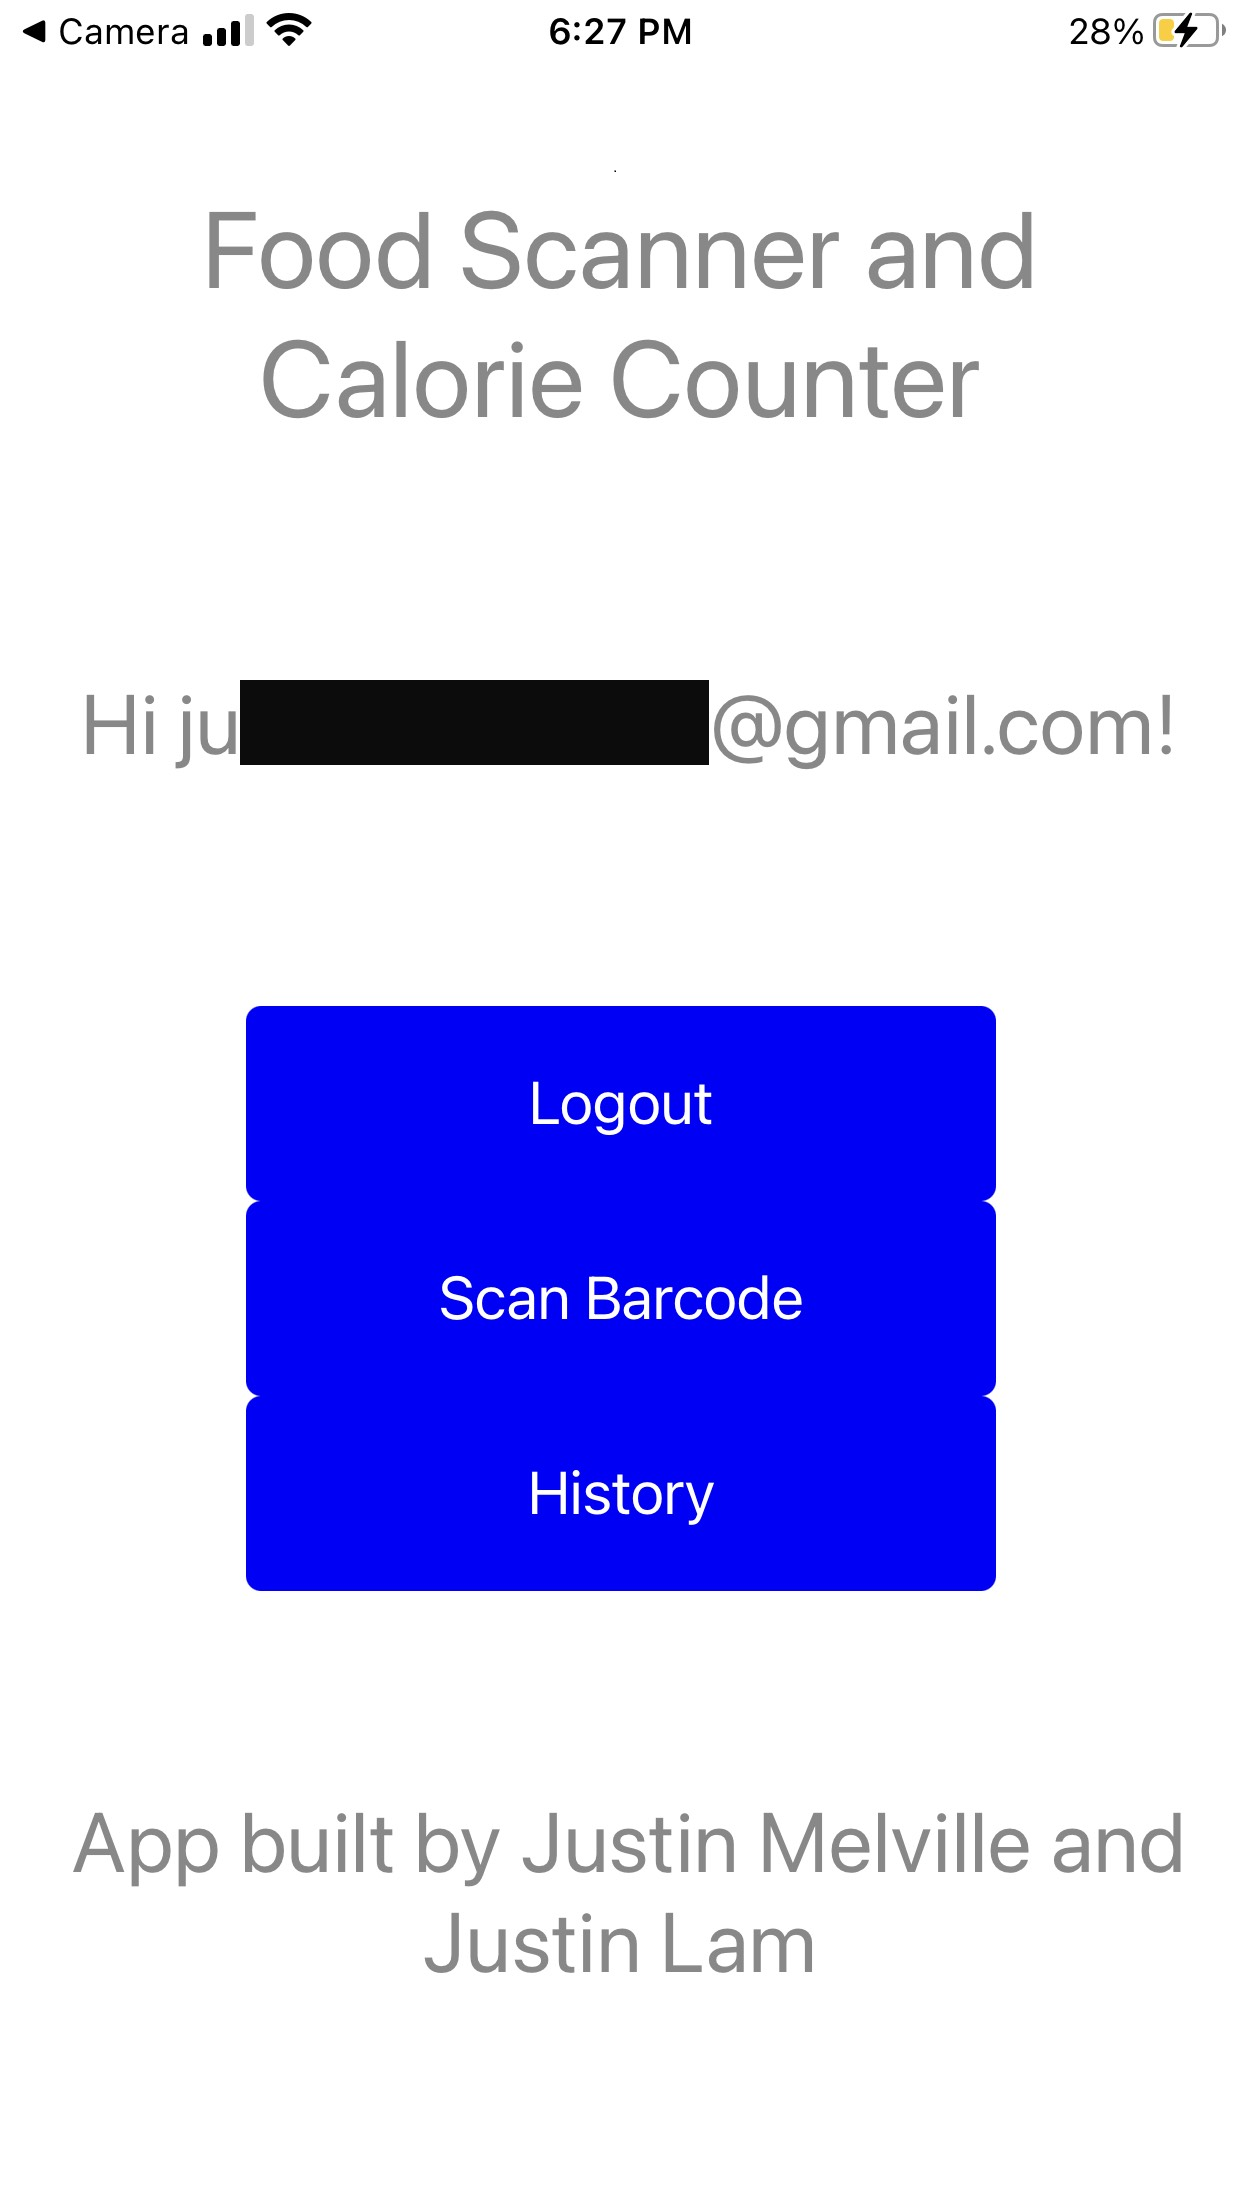 Camera 6:27 PM 28%
Food Scanner and
Calorie Counter
Hi ju @gmail.com!
Logout
Scan Barcode
History
App built by Justin Melville and
Justin Lam